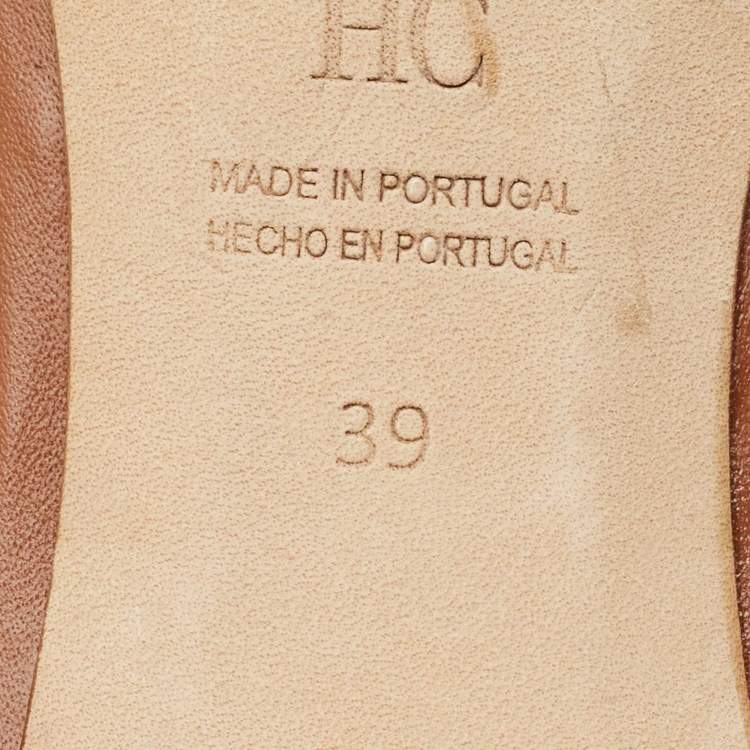 HC
MADE IN PORTUGAL
HECHO EN PORTUGAL
39